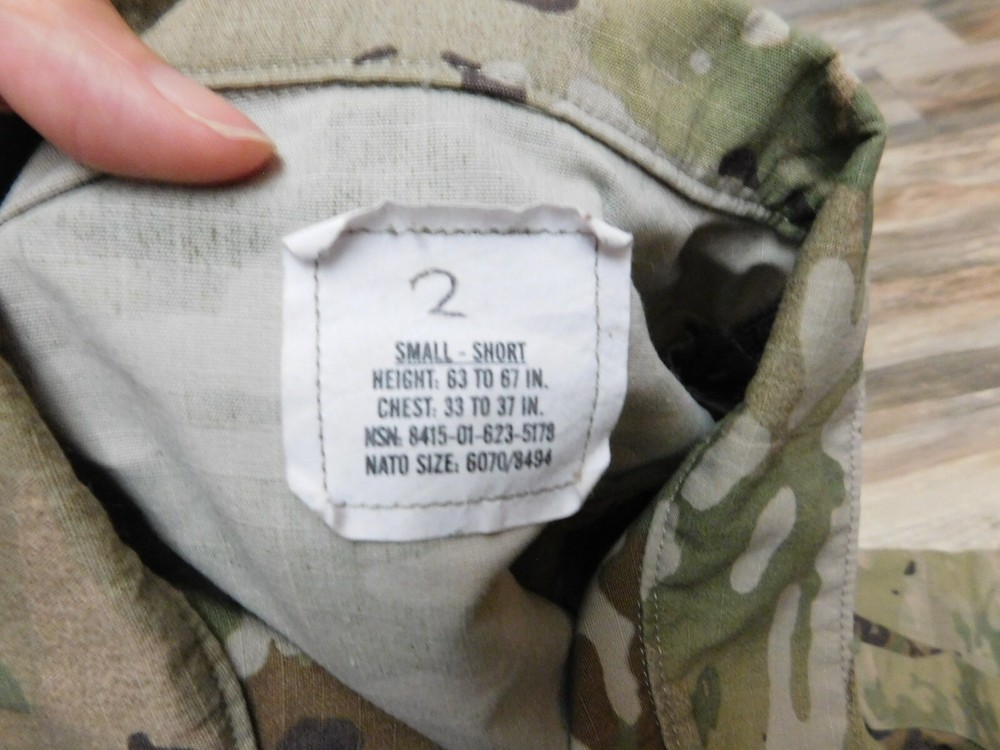 2
SMALL - SHORT
HEIGHT: 63 TO 67 IN.
CHEST: 33 TO 37 IN.
NSN: 8415-01-623-5178
NATO SIZE: 6070/8494